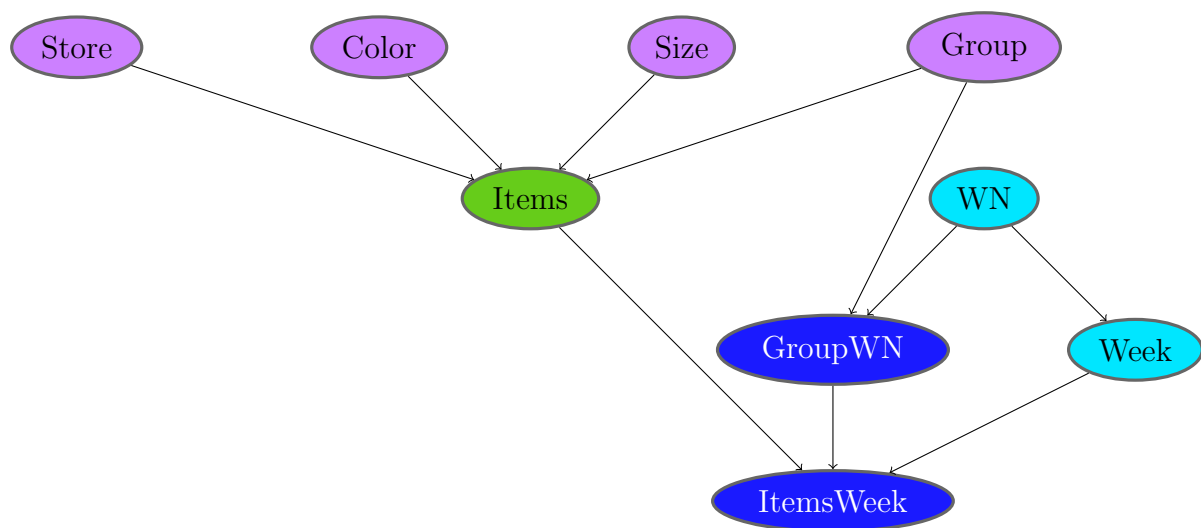 Store
Color
Size
Group
Items
WN
GroupWN
Week
ItemsWeek